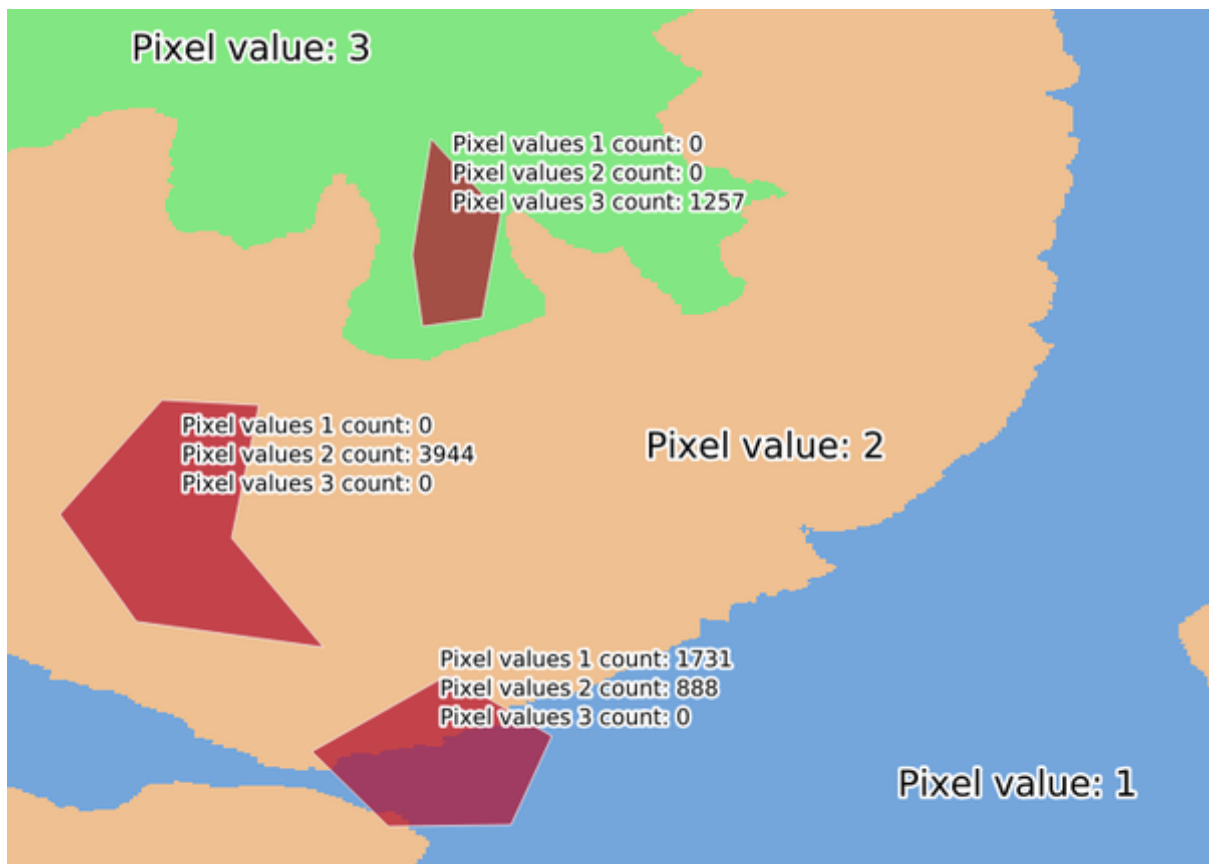 Pixel value: 3
Pixel values 1 count: 0
Pixel values 2 count: 0
Pixel values 3 count: 1257
Pixel values 1 count: 0
Pixel values 2 count: 3944
Pixel values 3 count: 0
Pixel value: 2
Pixel values 1 count: 1731
Pixel values 2 count: 888
Pixel values 3 count: 0
Pixel value: 1